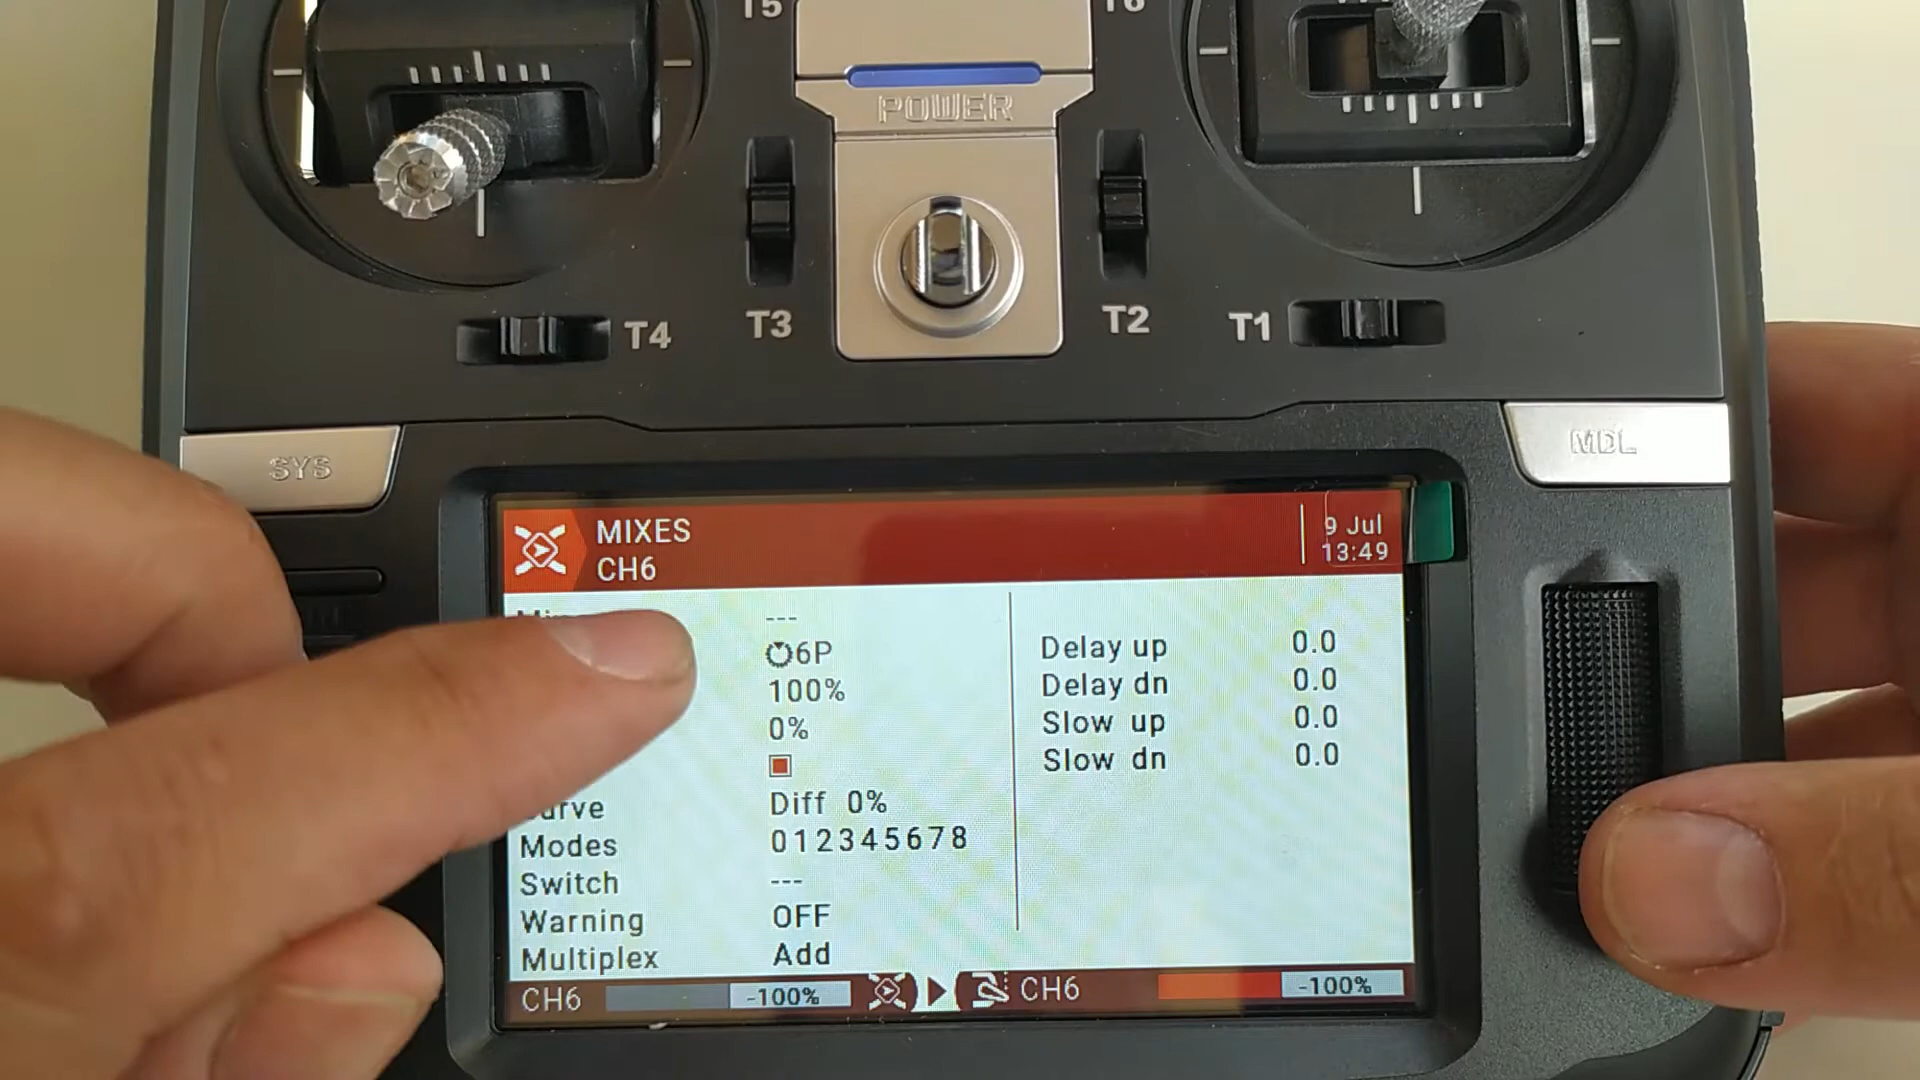 T5
T6
POWER
T4
T3
T2
T1
SYS
MDL
MIXES
CH6
9 Jul
13:49
---
6P
100%
0%
Diff 0%
Modes 012345678
Switch ---
Warning OFF
Multiplex Add
Delay up 0.0
Delay dn 0.0
Slow up 0.0
Slow dn 0.0
CH6 -100% CH6 -100%